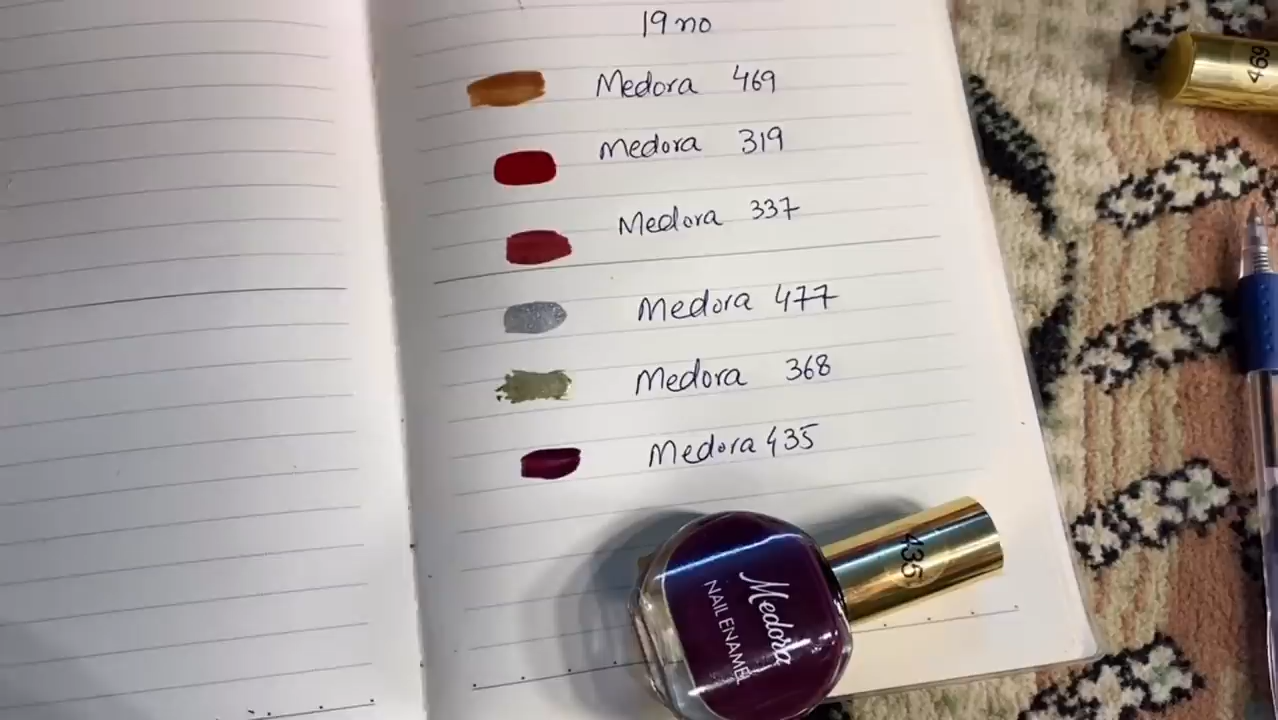 19 no
Medora 469
Medora 319
Medora 337
Medora 477
Medora 368
Medora 435
469
435
Medora
NAIL ENAMEL